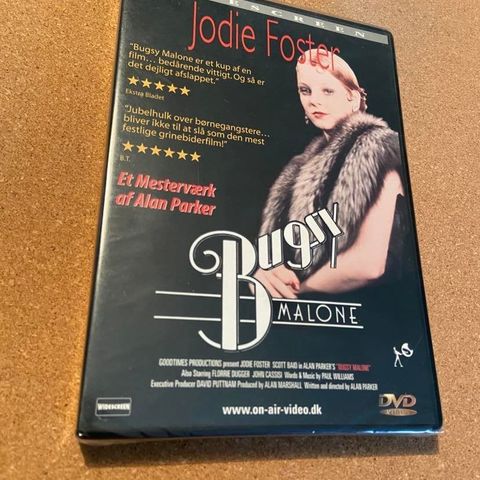 Jodie Foster
"Bugsy Malone er et kup af en
film... bedårende vittigt. Og så er
det dejligt afslappet."
Ekstra Bladet
"Jubelhulk over børnegangstere...
bliver ikke til at slå som den mest
festlige grinebiderfilm!"
B.T.
Et Mesterværk
af Alan Parker
Bugsy
MALONE
GOODTIMES PRODUCTIONS present JODIE FOSTER SCOTT BAIO in ALAN PARKER'S "BUGSY MALONE"
Also Starring FLORRIE DUGGER JOHN CASSISI Words & Music by PAUL WILLIAMS
Executive Producer DAVID PUTTNAM Produced by ALAN MARSHALL Written and directed by ALAN PARKER
WIDESCREEN
www.on-air-video.dk
DVD